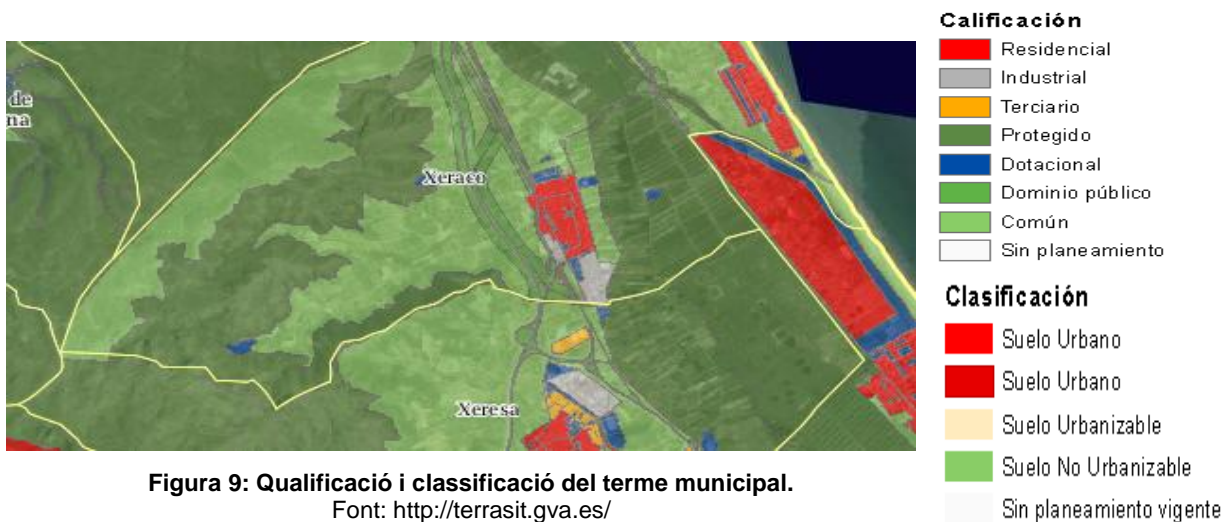 de
na
Xeraco
Xeresa
Calificación
Residencial
Industrial
Terciario
Protegido
Dotacional
Dominio público
Común
Sin planeamiento
Clasificación
Suelo Urbano
Suelo Urbano
Suelo Urbanizable
Suelo No Urbanizable
Sin planeamiento vigente
Figura 9: Qualificació i classificació del terme municipal.
Font: http://terrasit.gva.es/